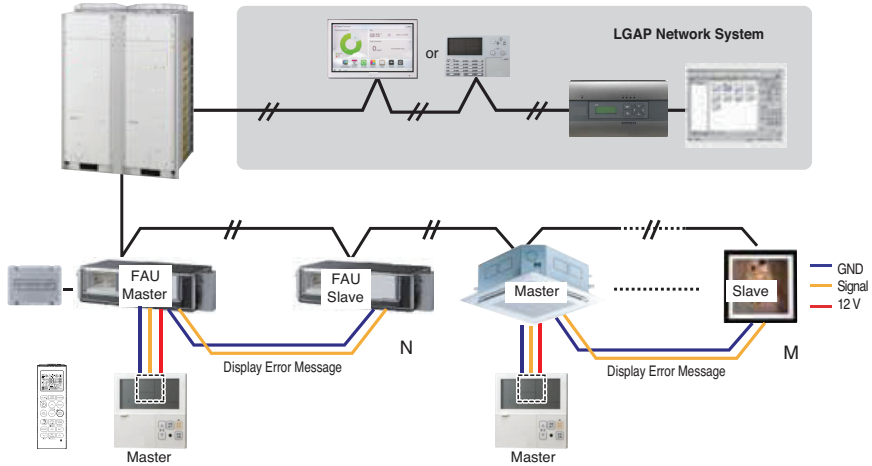 LGAP Network System
or
FAU
Master
FAU
Slave
Master
Slave
GND
Signal
12 V
N
M
Display Error Message
Display Error Message
Master
Master